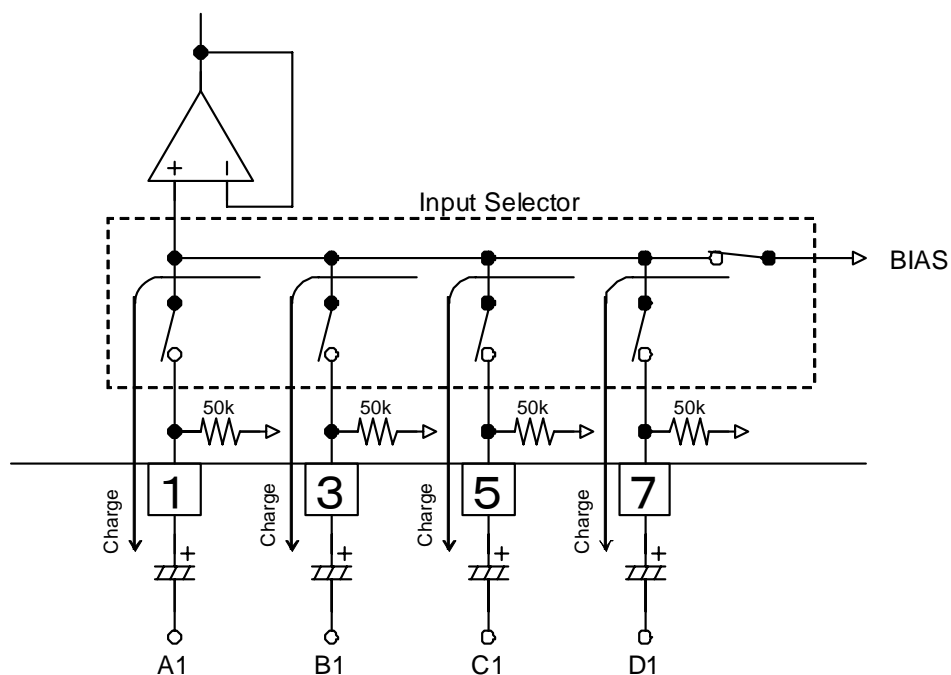 + −
Input Selector
BIAS
50k 50k 50k 50k
1 3 5 7
Charge Charge Charge Charge
+ + + +
A1 B1 C1 D1